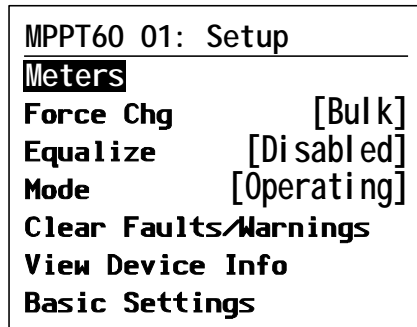 MPPT60 01: Setup
Meters
Force Chg [Bulk]
Equalize [Disabled]
Mode [Operating]
Clear Faults/Warnings
View Device Info
Basic Settings